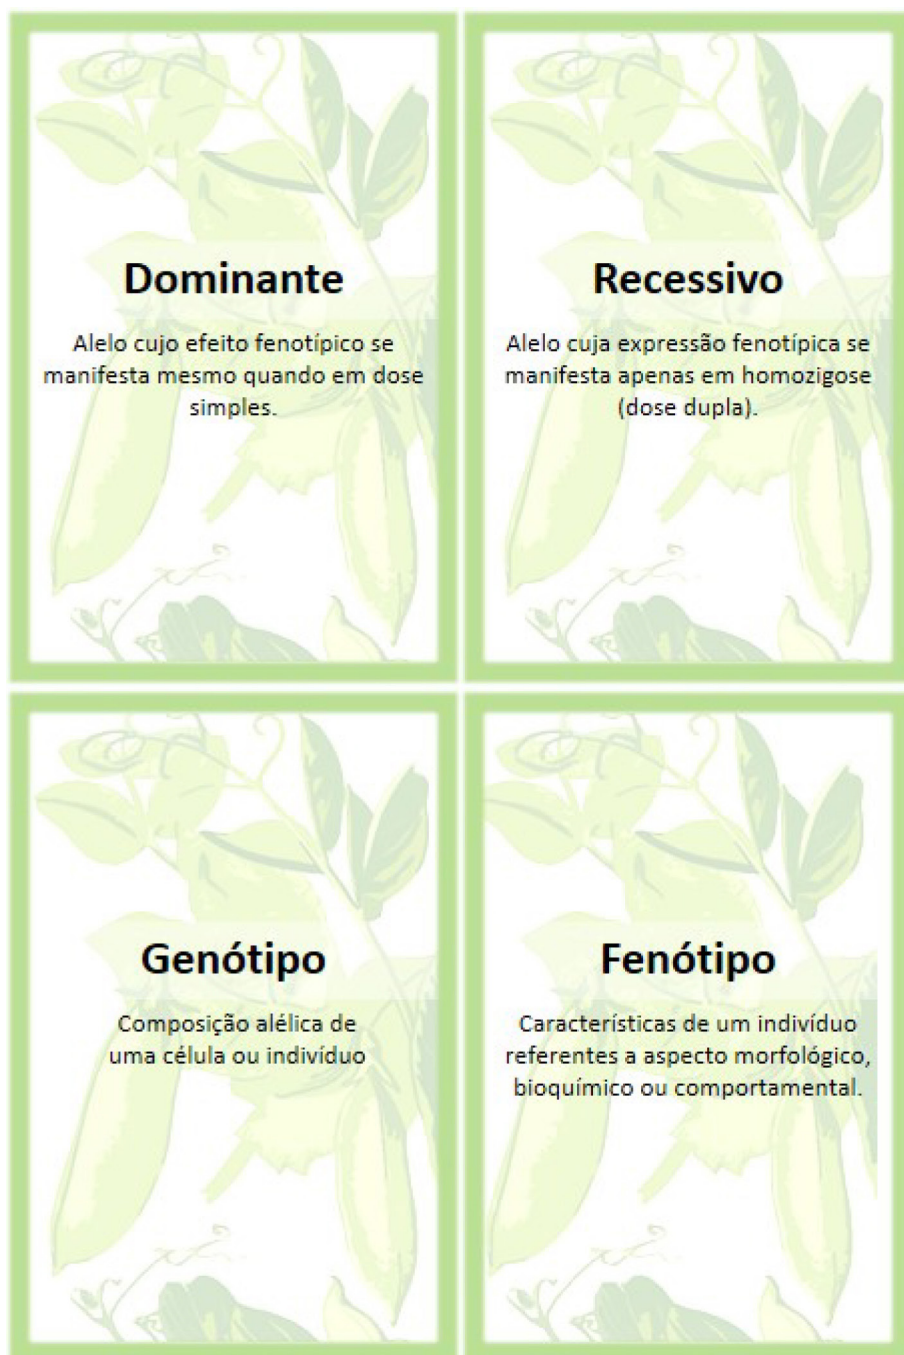 Dominante
Alelo cujo efeito fenotípico se
manifesta mesmo quando em dose
simples.
Recessivo
Alelo cuja expressão fenotípica se
manifesta apenas em homozigose
(dose dupla).
Genótipo
Composição alélica de
uma célula ou indivíduo
Fenótipo
Características de um indivíduo
referentes a aspecto morfológico,
bioquímico ou comportamental.